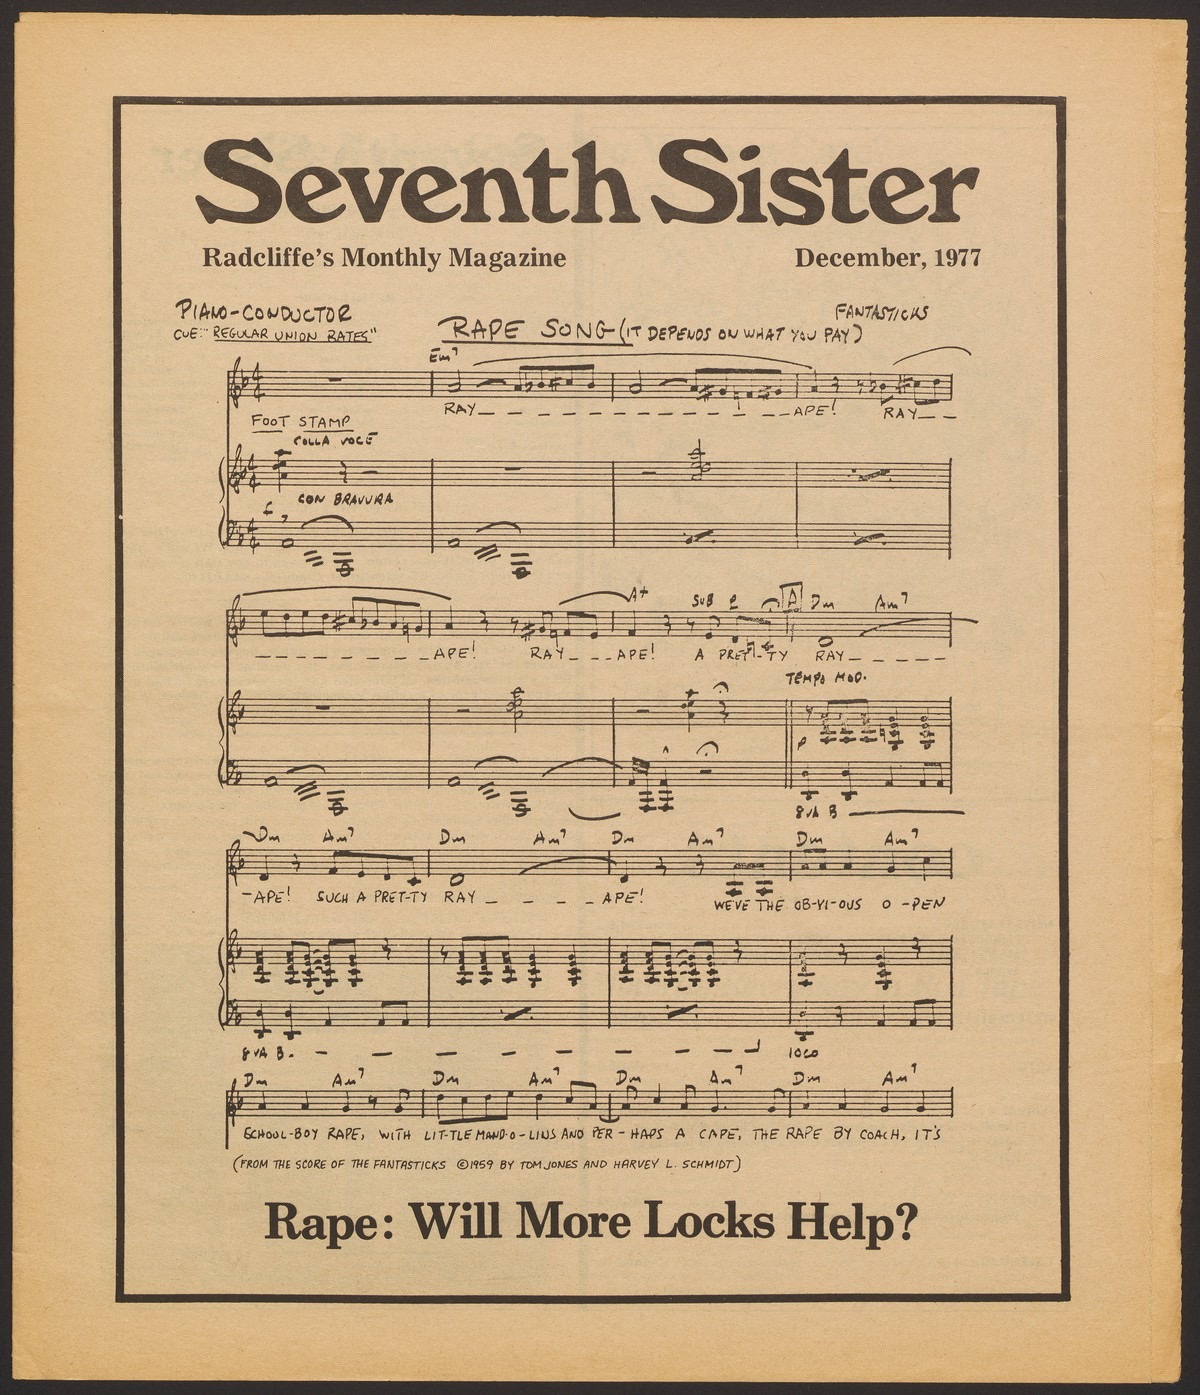 Seventh Sister
Radcliffe's Monthly Magazine December, 1977
PIANO-CONDUCTOR FANTASTICKS
CUE: "REGULAR UNION RATES" RAPE SONG (IT DEPENDS ON WHAT YOU PAY)
Em7
RAY_ _ _ _ _ _ _ _ _ _ _ APE! RAY_ _
FOOT STAMP
COLLA VOCE
CON BRAVURA
A+ SUB P A Dm Am7
_ _ _ _ _ _ _ APE! RAY_ _ _ APE! A PRET-TY RAY_ _ _ _ _
TEMPO MOD.
P
8VA B
Dm Am7 Dm Am7 Dm Am7 Dm Am7
-APE! SUCH A PRET-TY RAY _ _ _ _ APE! WE'VE THE OB-VI-OUS O-PEN
8VA B. _ _ _ _ _ _ _ _ LOCO
Dm Am7 Dm Am7 Dm Am7 Dm Am7
SCHOOL-BOY RAPE, WITH LIT-TLE MAND-O-LINS AND PER-HAPS A CAPE, THE RAPE BY COACH, IT'S
(FROM THE SCORE OF THE FANTASTICKS ©1959 BY TOM JONES AND HARVEY L. SCHMIDT)
Rape: Will More Locks Help?